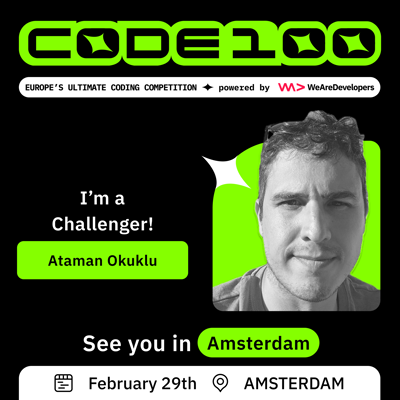 CODE100
EUROPE'S ULTIMATE CODING COMPETITION powered by WeAreDevelopers
I'm a
Challenger!
Ataman Okuklu
See you in Amsterdam
February 29th AMSTERDAM